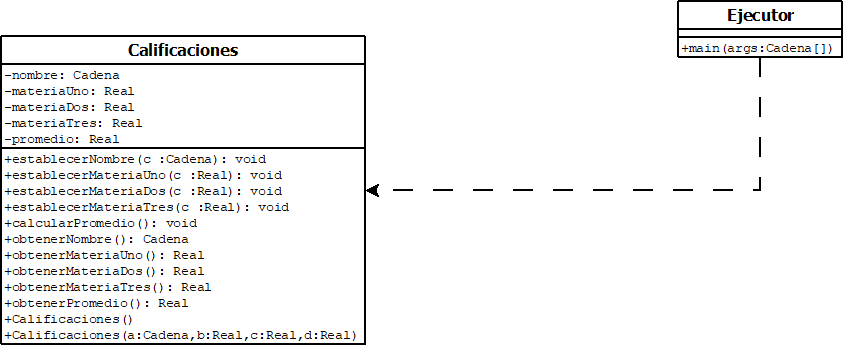 Ejecutor
+main(args:Cadena[])
Calificaciones
-nombre: Cadena
-materiaUno: Real
-materiaDos: Real
-materiaTres: Real
-promedio: Real
+establecerNombre(c :Cadena): void
+establecerMateriaUno(c :Real): void
+establecerMateriaDos(c :Real): void
+establecerMateriaTres(c :Real): void
+calcularPromedio(): void
+obtenerNombre(): Cadena
+obtenerMateriaUno(): Real
+obtenerMateriaDos(): Real
+obtenerMateriaTres(): Real
+obtenerPromedio(): Real
+Calificaciones()
+Calificaciones(a:Cadena,b:Real,c:Real,d:Real)